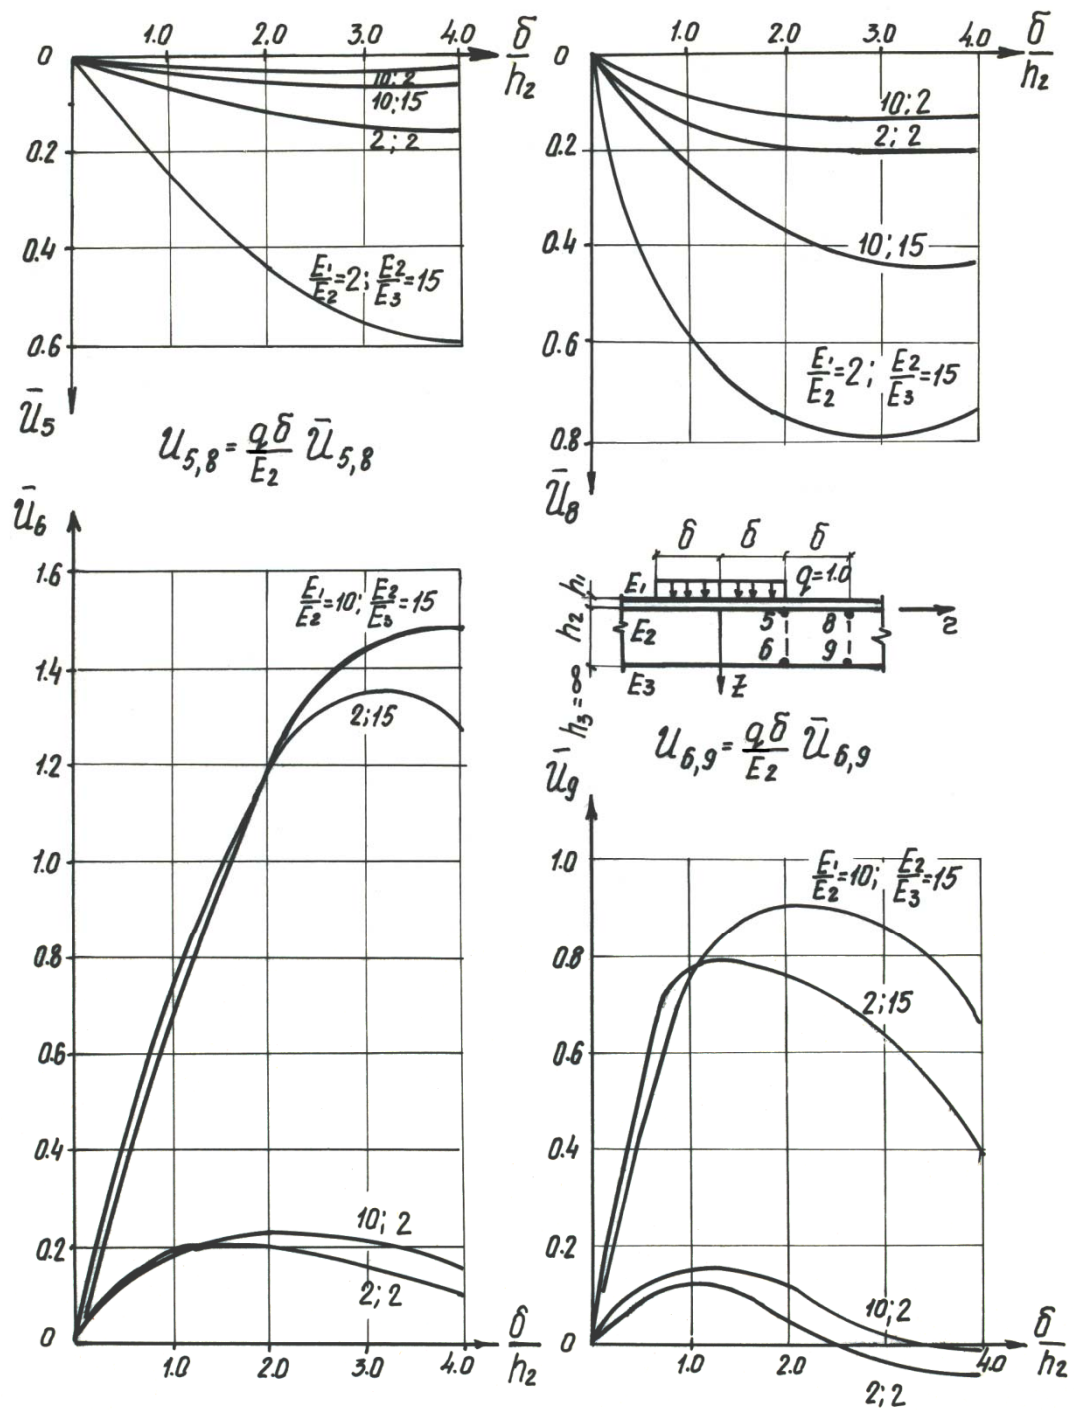 1.0 2.0 3.0 4.0 б/h₂
0
0.2
0.4
0.6
10; 2
10;15
2; 2
E₁/E₂=2; E₂/E₃=15
ū₅
u₅,₈ = qб/E₂ ū₅,₈
1.0 2.0 3.0 4.0 б/h₂
0
0.2
0.4
0.6
0.8
10;2
2; 2
10;15
E₁/E₂=2; E₂/E₃=15
ū₈
ū₆
1.6
1.4
1.2
1.0
0.8
0.6
0.4
0.2
0
E₁/E₂=10; E₂/E₃=15
2;15
10; 2
2; 2
1.0 2.0 3.0 4.0 б/h₂
б б б
q=1.0
h₁
h₂
h₃=∞
E₁
E₂
E₃
5 8
6 9
z
г
u₆,₉ = qб/E₂ ū₆,₉
ū₉
1.0
0.8
0.6
0.4
0.2
0
E₁/E₂=10; E₂/E₃=15
2;15
10;2
2;2
1.0 2.0 3.0 4.0 б/h₂